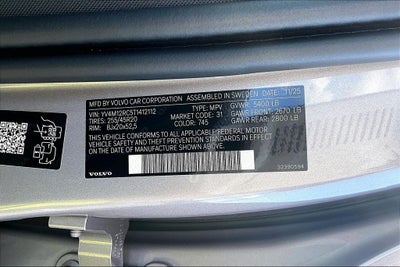 MFD BY VOLVO CAR CORPORATION ASSEMBLED IN SWEDEN DATE: 11/25
VIN: YV4M12RC5T1412112 TYPE: MPV GVWR: 5400 LB
TIRES: 255/45R20 MARKET CODE: 31 GAWR FRONT: 2670 LB
RIM: 8Jx20x52,5 COLOR: 745 GAWR REAR: 2800 LB
THIS VEHICLE CONFORMS TO ALL APPLICABLE FEDERAL MOTOR
VEHICLE SAFETY AND THEFT PREVENTION STANDARDS IN EFFECT
ON THE DATE OF MANUFACTURE SHOWN ABOVE.
VOLVO 32390594